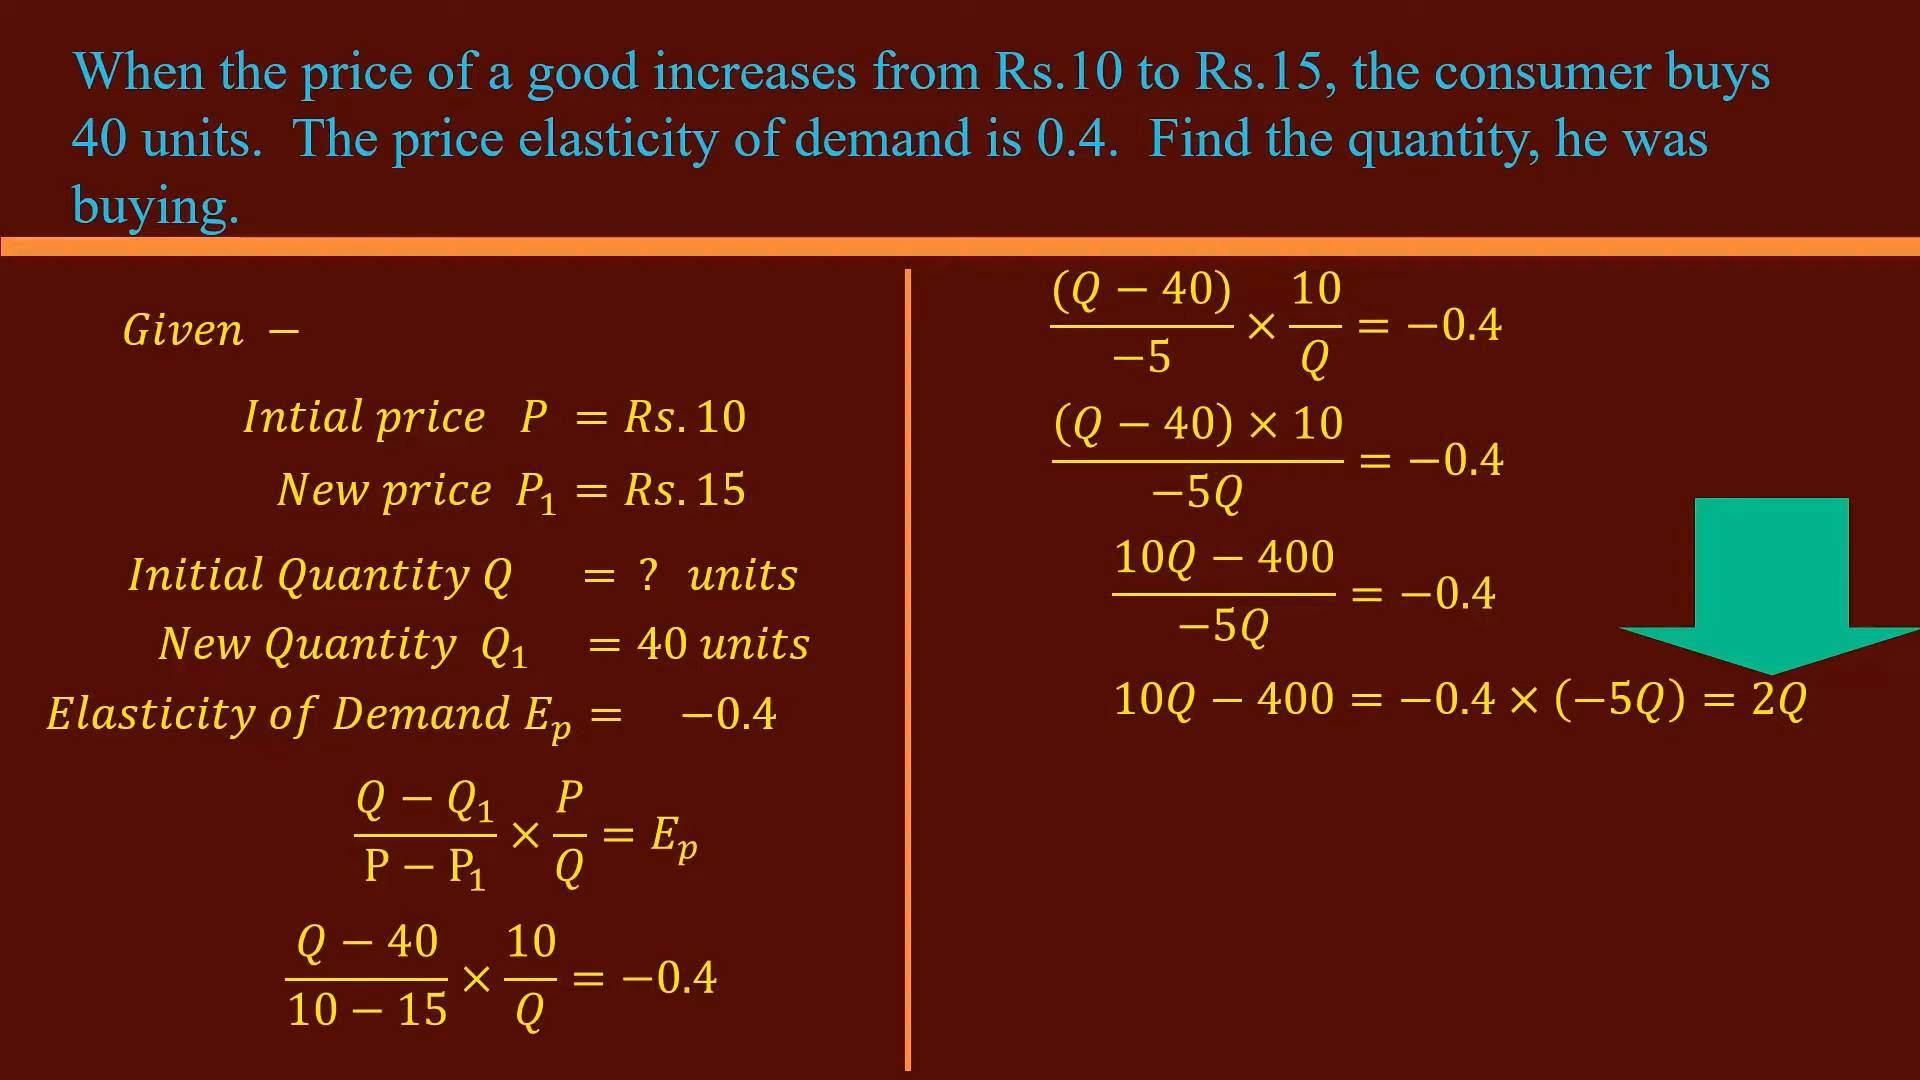 When the price of a good increases from Rs.10 to Rs.15, the consumer buys
40 units.  The price elasticity of demand is 0.4.  Find the quantity, he was
buying.
Given −
Intial price P = Rs. 10
New price P₁ = Rs. 15
Initial Quantity Q = ? units
New Quantity Q₁ = 40 units
Elasticity of Demand Eₚ = −0.4
(Q − Q₁)/(P − P₁) × P/Q = Eₚ
(Q − 40)/(10 − 15) × 10/Q = −0.4
(Q − 40)/−5 × 10/Q = −0.4
(Q − 40) × 10/−5Q = −0.4
10Q − 400/−5Q = −0.4
10Q − 400 = −0.4 × (−5Q) = 2Q